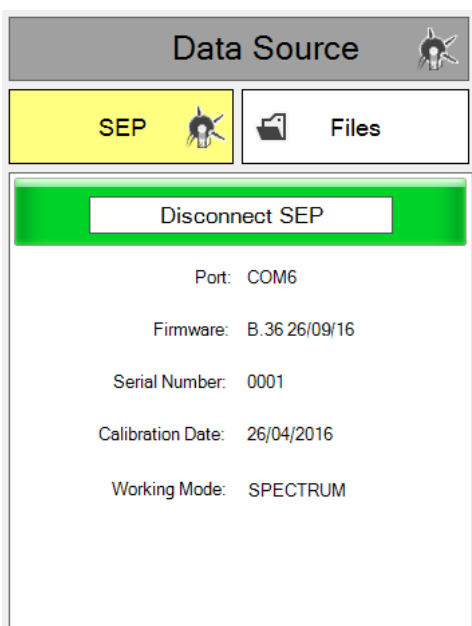 Data Source
SEP Files
Disconnect SEP
Port: COM6
Firmware: B.36 26/09/16
Serial Number: 0001
Calibration Date: 26/04/2016
Working Mode: SPECTRUM